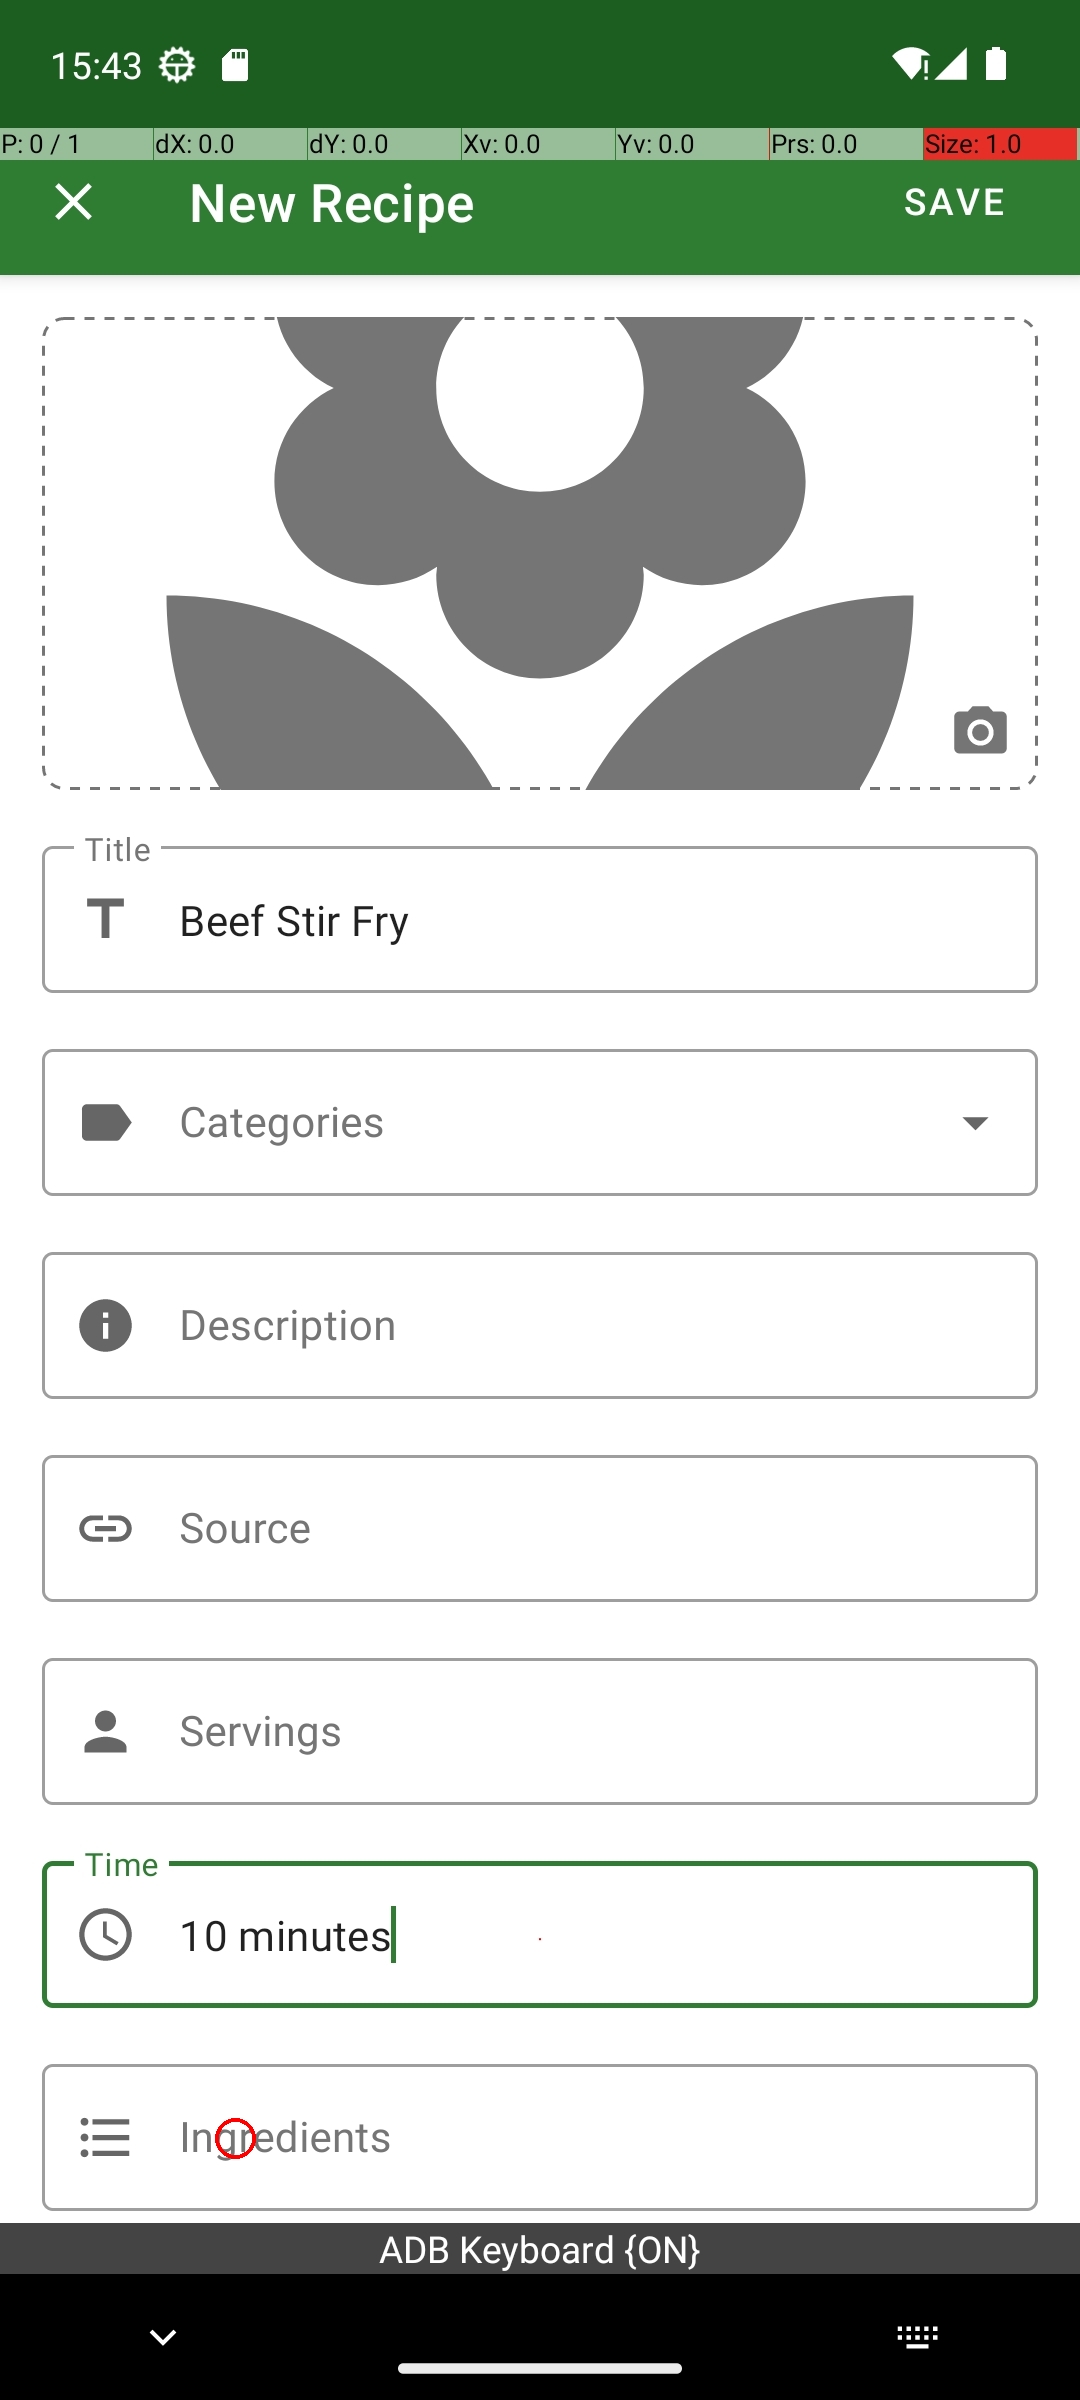 15:43
P: 0 / 1 dX: 0.0 dY: 0.0 Xv: 0.0 Yv: 0.0 Prs: 0.0 Size: 1.0
New Recipe SAVE
Title
Beef Stir Fry
Categories
Description
Source
Servings
Time
10 minutes
Ingredients
ADB Keyboard {ON}